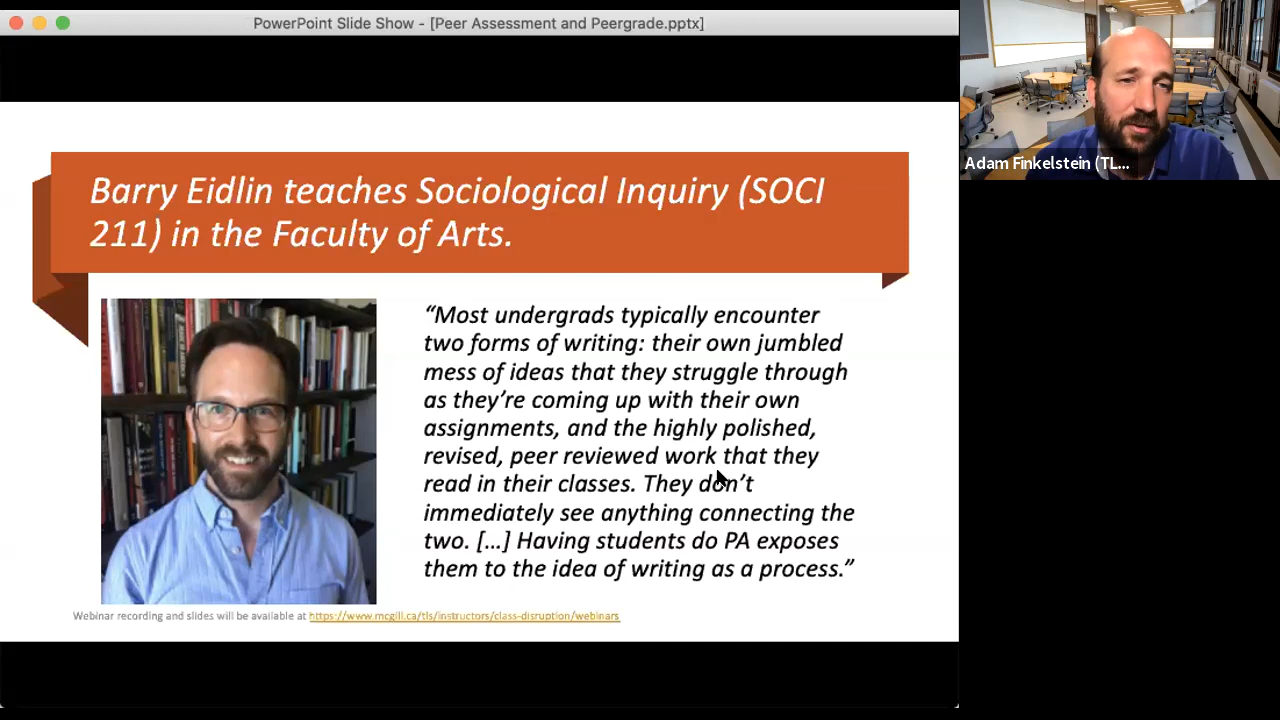 PowerPoint Slide Show - [Peer Assessment and Peergrade.pptx]
Adam Finkelstein (TL...
Barry Eidlin teaches Sociological Inquiry (SOCI
211) in the Faculty of Arts.
“Most undergrads typically encounter
two forms of writing: their own jumbled
mess of ideas that they struggle through
as they’re coming up with their own
assignments, and the highly polished,
revised, peer reviewed work that they
read in their classes. They don’t
immediately see anything connecting the
two. […] Having students do PA exposes
them to the idea of writing as a process.”
Webinar recording and slides will be available at https://www.mcgill.ca/tls/instructors/class-disruption/webinars